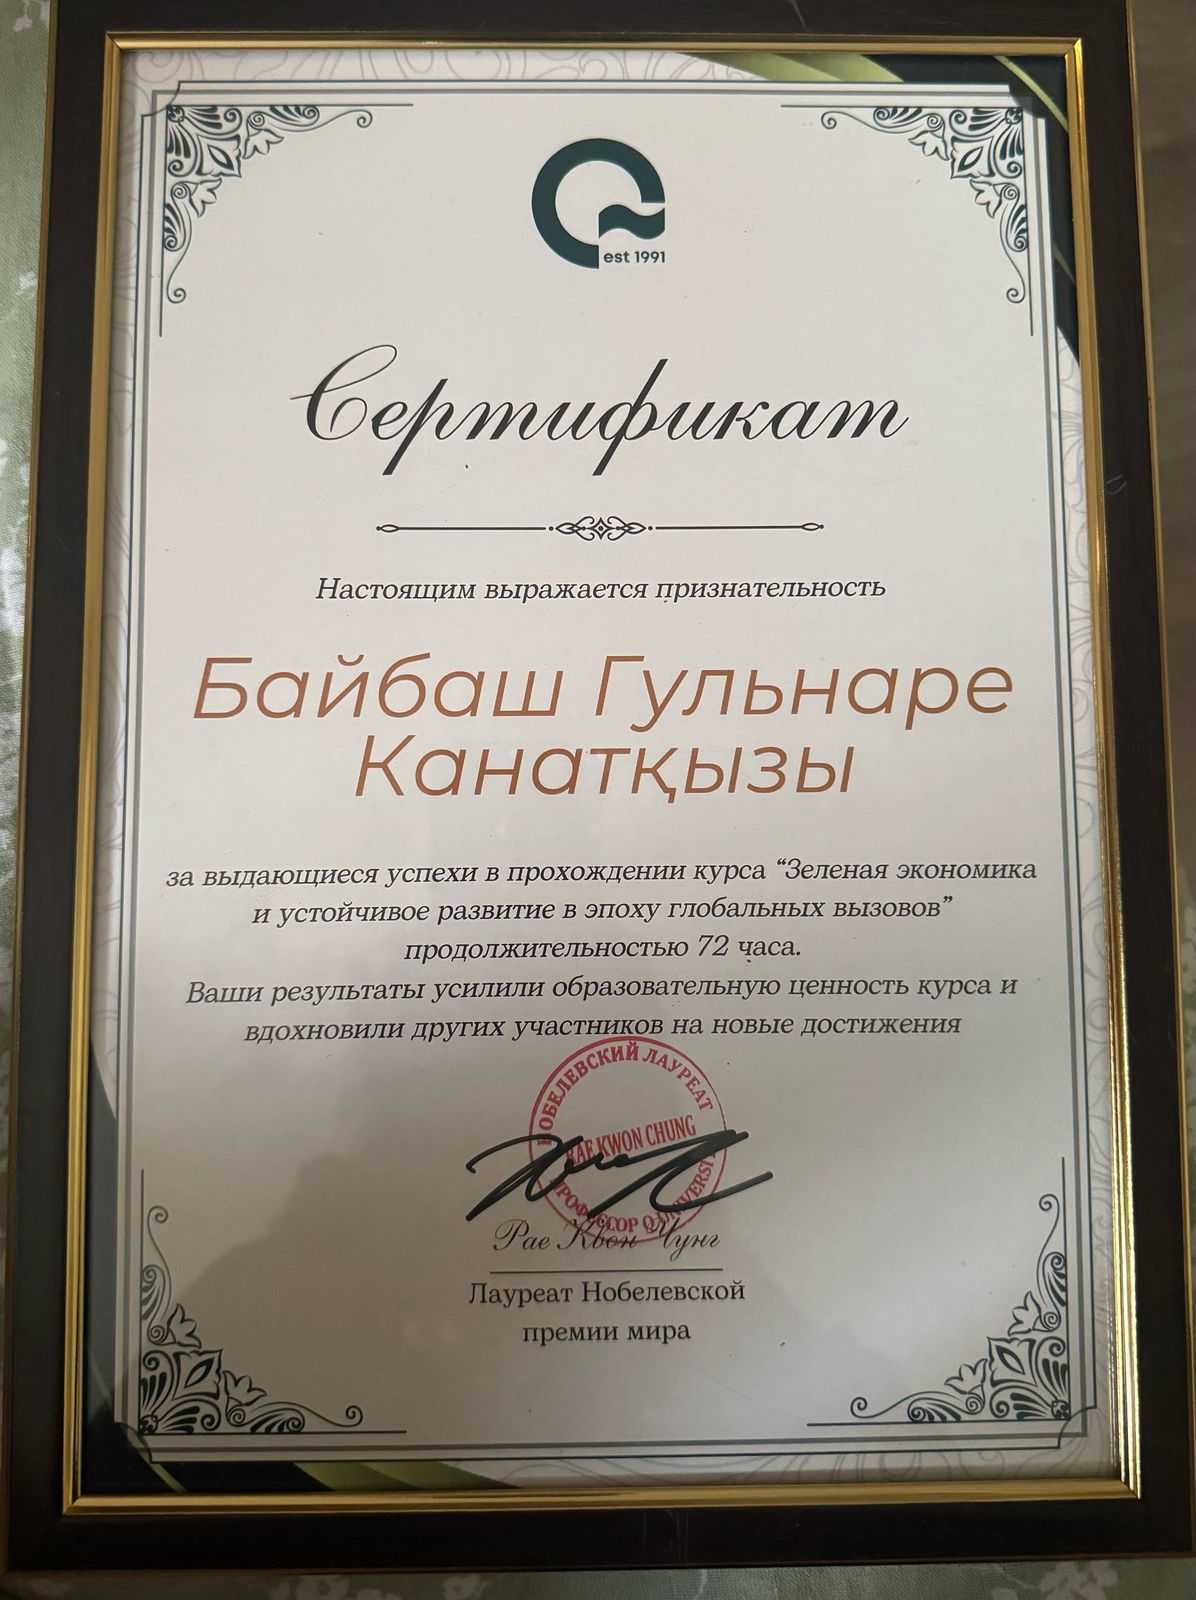 est 1991
Сертификат
Настоящим выражается признательность
Байбаш Гульнаре
Канатқызы
за выдающиеся успехи в прохождении курса “Зеленая экономика
и устойчивое развитие в эпоху глобальных вызовов”
продолжительностью 72 часа.
Ваши результаты усилили образовательную ценность курса и
вдохновили других участников на новые достижения
НОБЕЛЕВСКИЙ ЛАУРЕАТ
RAE KWON CHUNG
ПРОФЕССОР Q UNIVERSITY
Рае Квон Чунг
Лауреат Нобелевской
премии мира